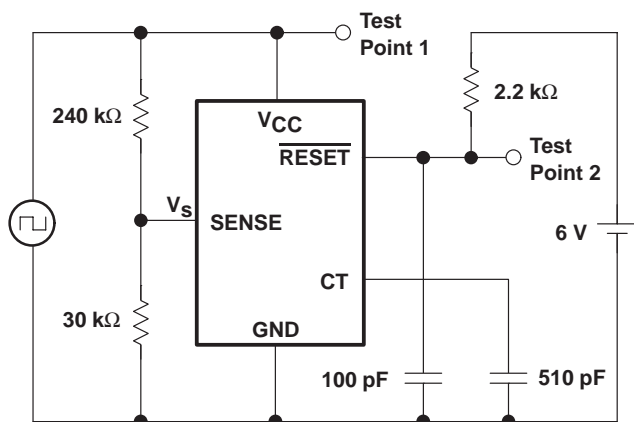 Test
Point 1
240 kΩ
2.2 kΩ
VCC
RESET
Test
Point 2
Vs
SENSE
6 V
CT
30 kΩ
GND
100 pF
510 pF